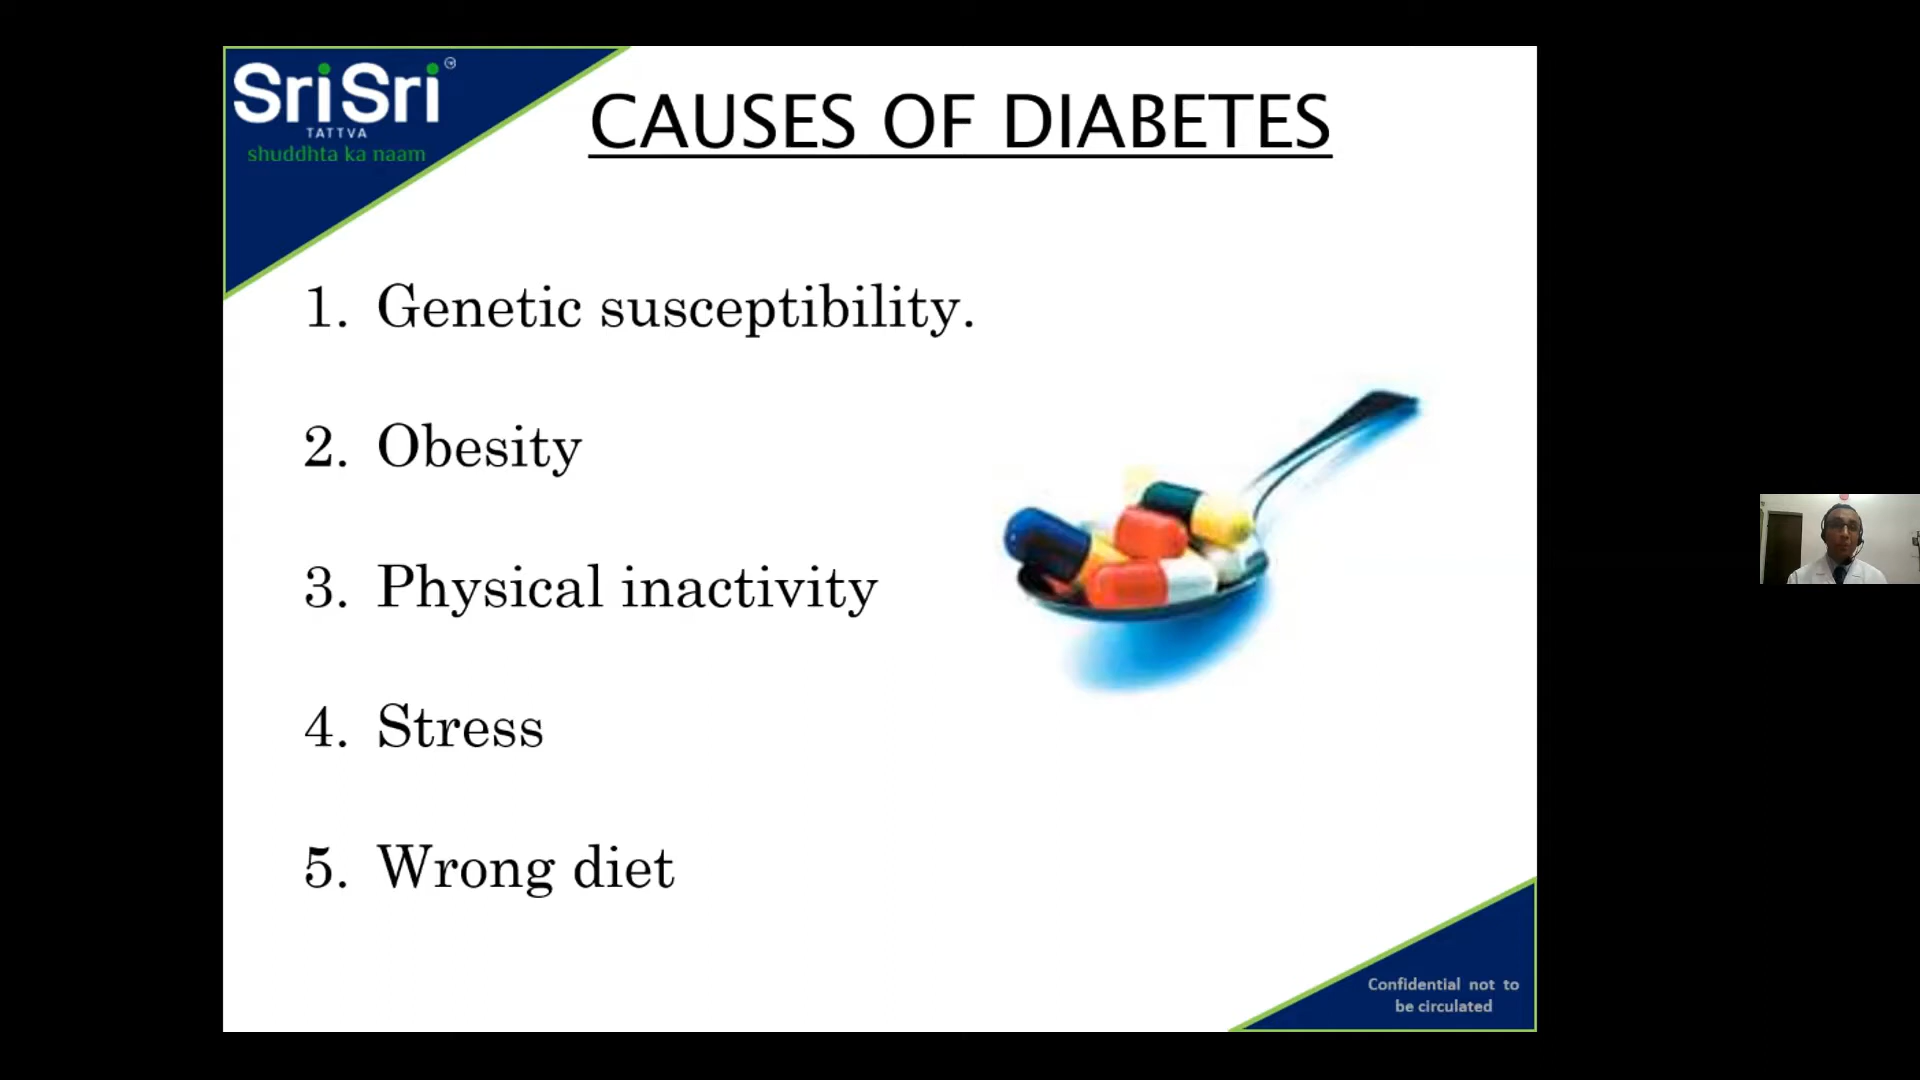 SriSri
TATTVA
shuddhta ka naam
CAUSES OF DIABETES
1. Genetic susceptibility.
2. Obesity
3. Physical inactivity
4. Stress
5. Wrong diet
Confidential not to
be circulated